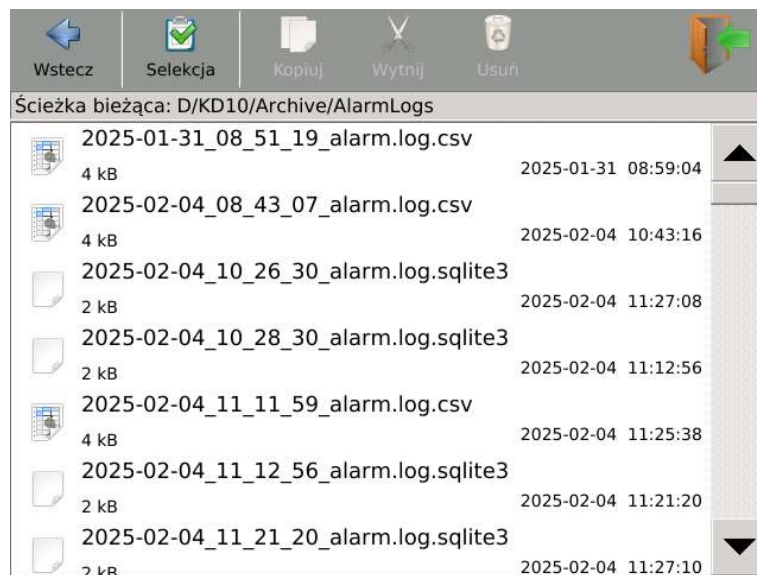 Wstecz Selekcja Kopiuj Wytnij Usuń
Ścieżka bieżąca: D/KD10/Archive/AlarmLogs
2025-01-31_08_51_19_alarm.log.csv
4 kB 2025-01-31 08:59:04
2025-02-04_08_43_07_alarm.log.csv
4 kB 2025-02-04 10:43:16
2025-02-04_10_26_30_alarm.log.sqlite3
2 kB 2025-02-04 11:27:08
2025-02-04_10_28_30_alarm.log.sqlite3
2 kB 2025-02-04 11:12:56
2025-02-04_11_11_59_alarm.log.csv
4 kB 2025-02-04 11:25:38
2025-02-04_11_12_56_alarm.log.sqlite3
2 kB 2025-02-04 11:21:20
2025-02-04_11_21_20_alarm.log.sqlite3
2 kB 2025-02-04 11:27:10